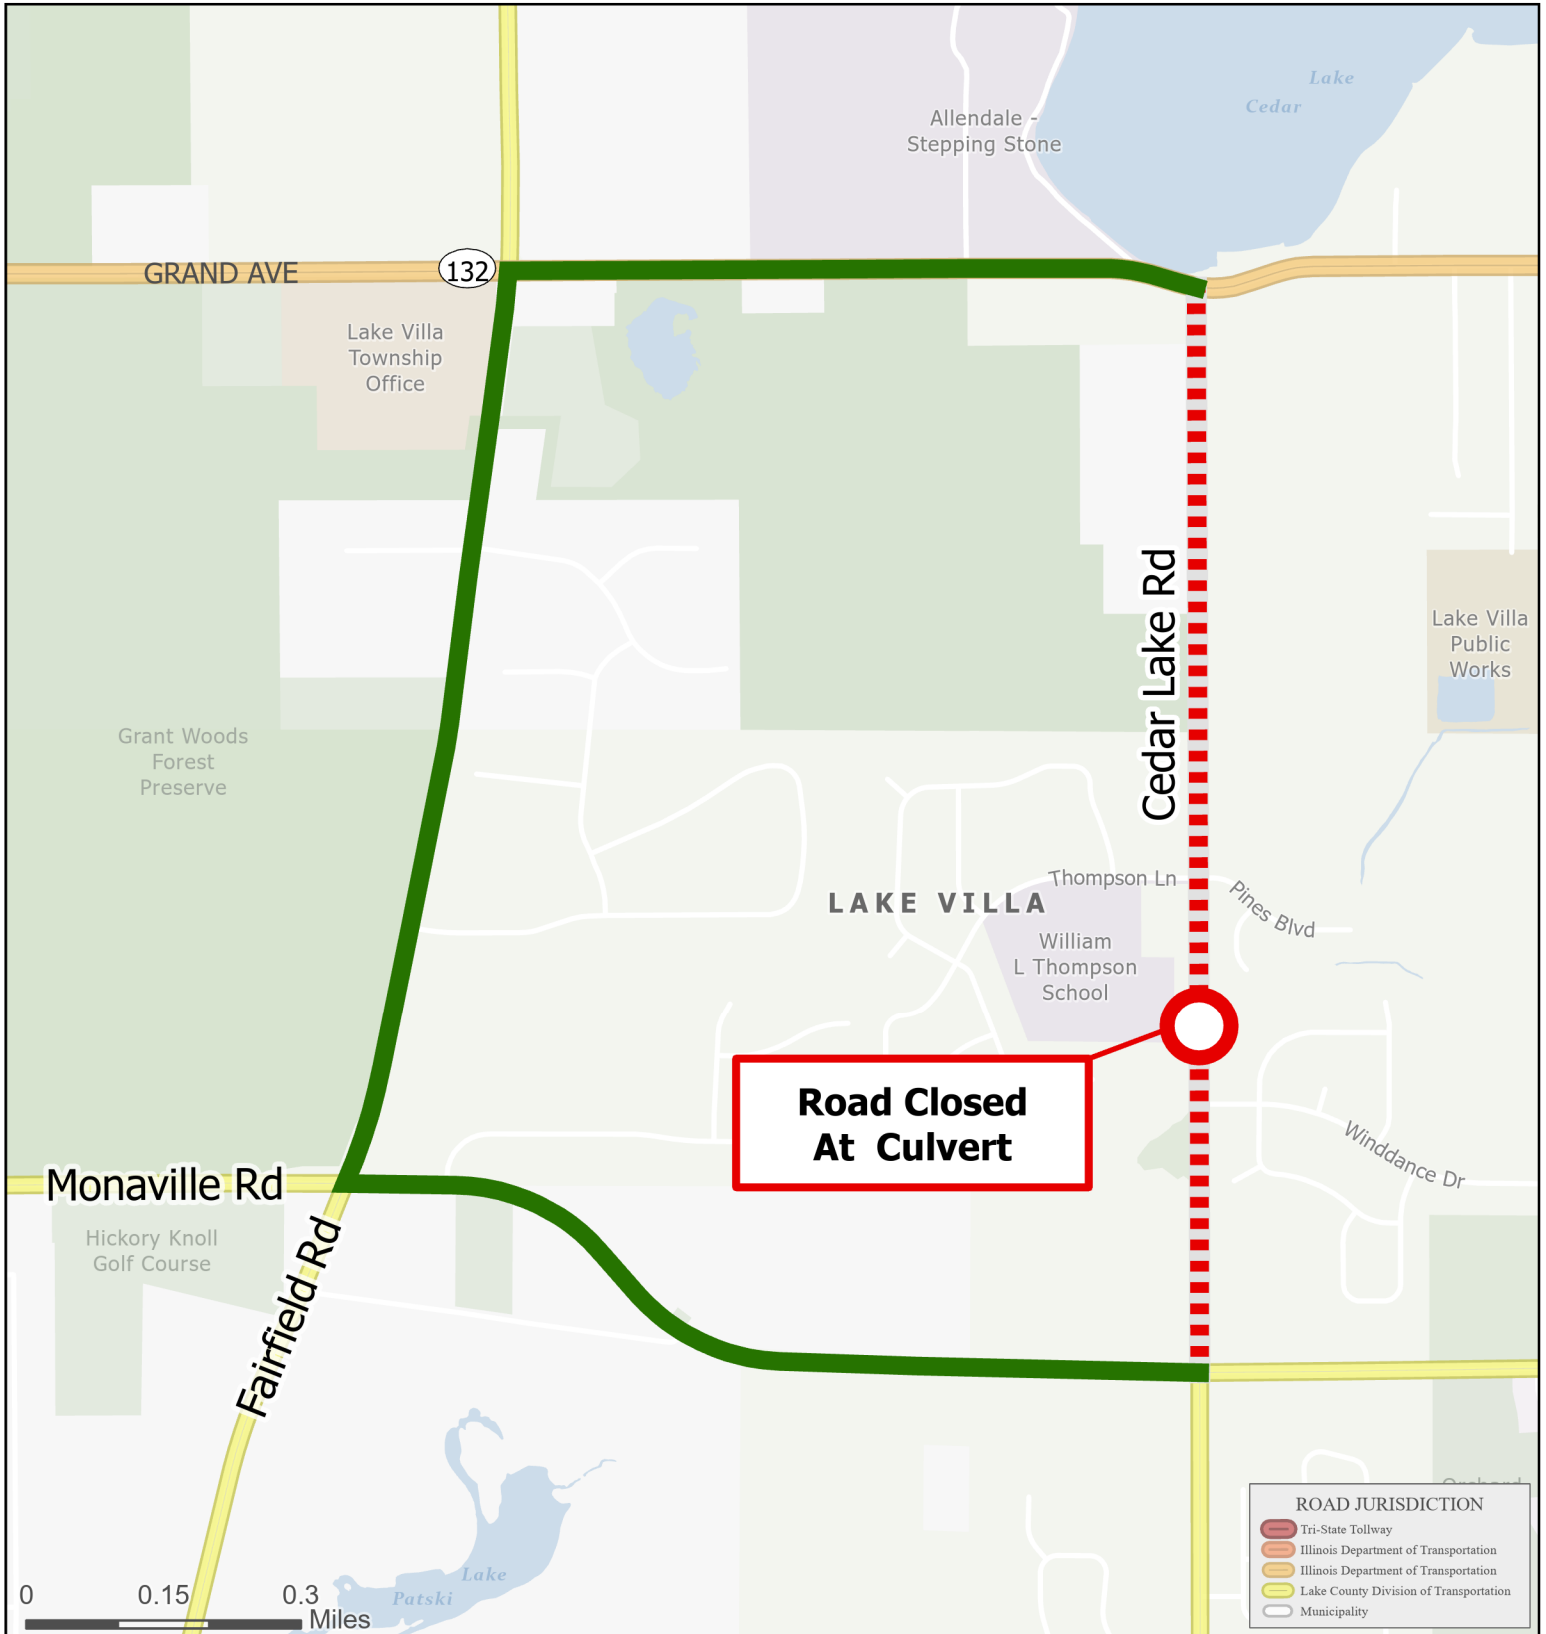 Lake
Cedar
Allendale -
Stepping Stone
GRAND AVE
132
Lake Villa
Township
Office
Cedar Lake Rd
Lake Villa
Public
Works
Grant Woods
Forest
Preserve
Thompson Ln
Pines Blvd
LAKE VILLA
William
L Thompson
School
Road Closed
At Culvert
Winddance Dr
Monaville Rd
Hickory Knoll
Golf Course
Fairfield Rd
Lake
Patski
0 0.15 0.3
Miles
ROAD JURISDICTION
Tri-State Tollway
Illinois Department of Transportation
Illinois Department of Transportation
Lake County Division of Transportation
Municipality